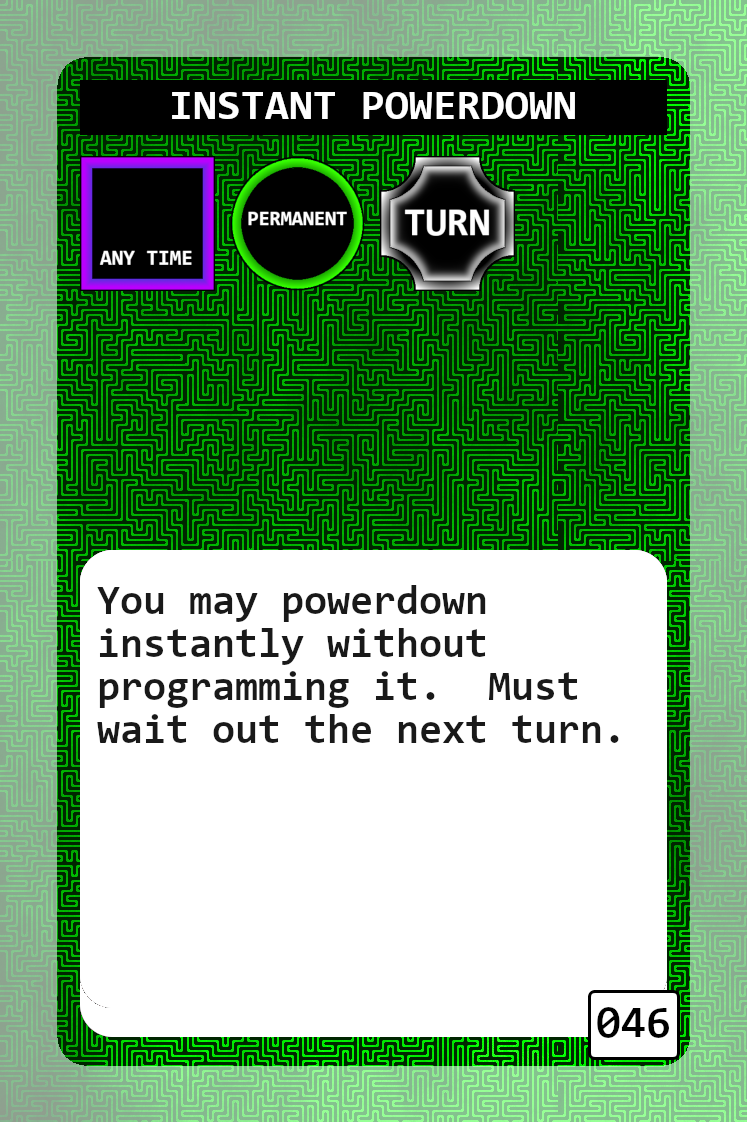 INSTANT POWERDOWN
ANY TIME
PERMANENT
TURN
You may powerdown
instantly without
programming it.  Must
wait out the next turn.
046